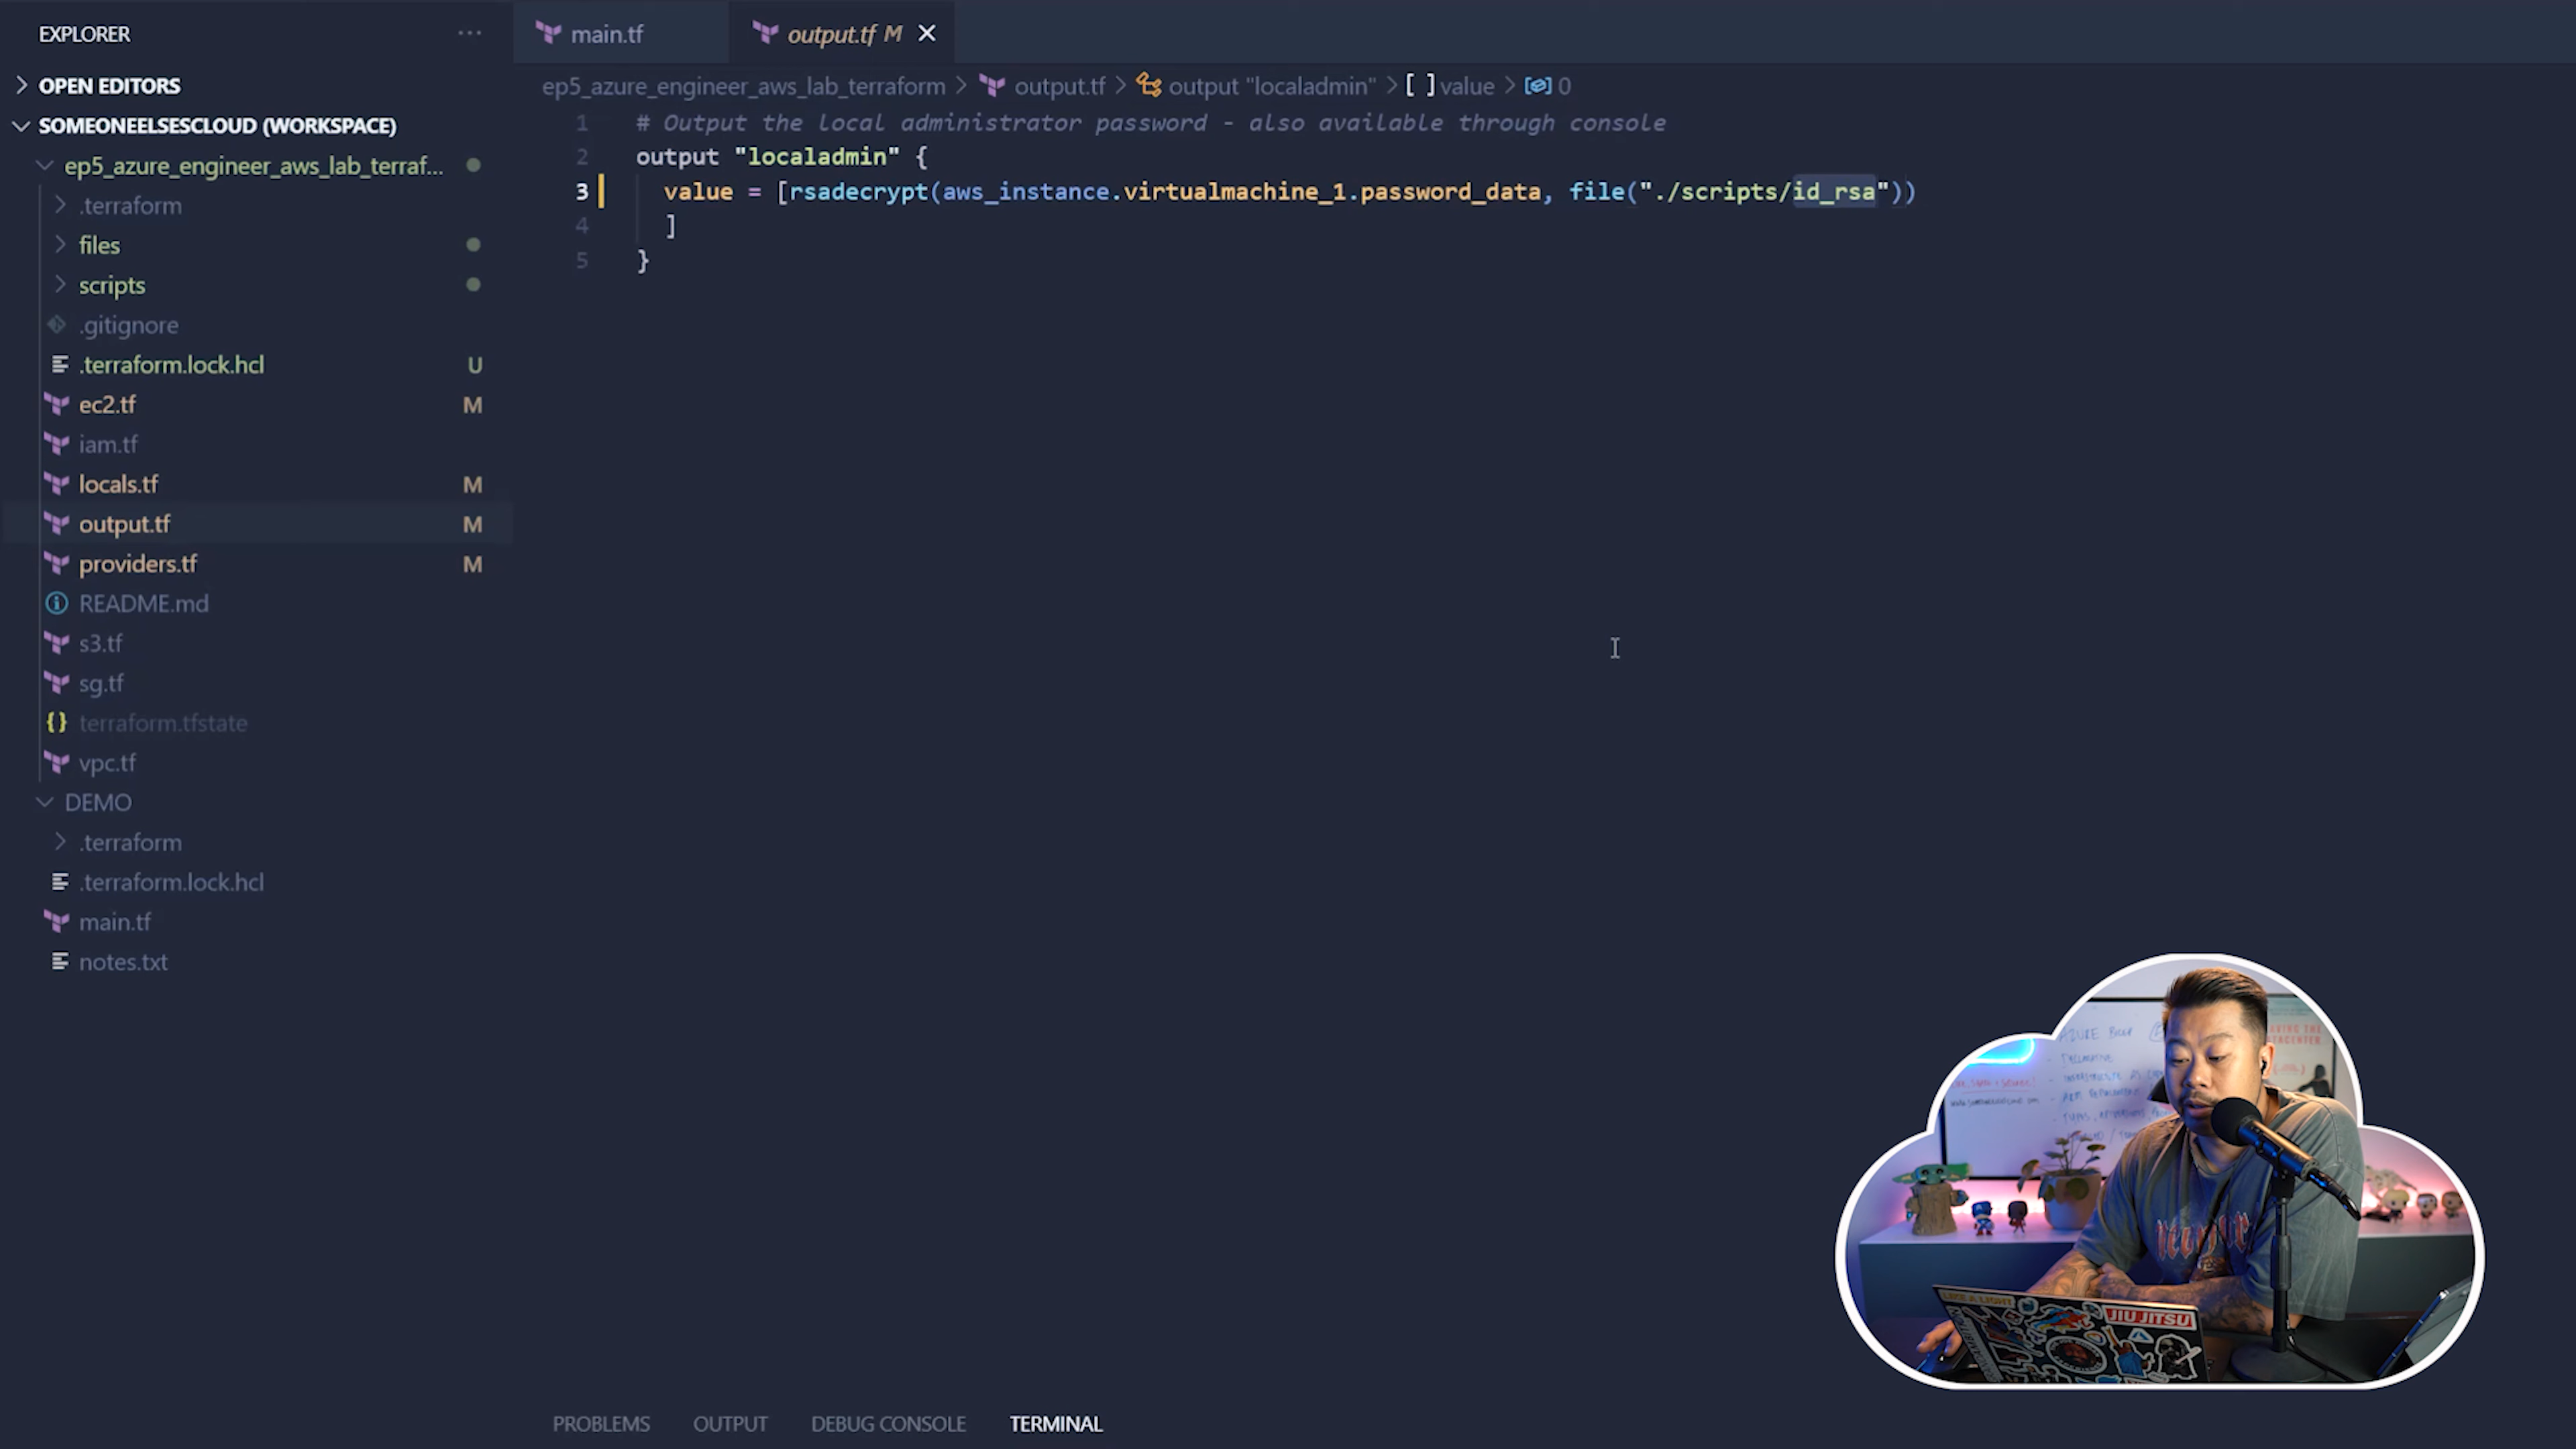 EXPLORER
OPEN EDITORS
SOMEONEELSESCLOUD (WORKSPACE)
ep5_azure_engineer_aws_lab_terraf...
.terraform
files
scripts
.gitignore
.terraform.lock.hcl U
ec2.tf M
iam.tf
locals.tf M
output.tf M
providers.tf M
README.md
s3.tf
sg.tf
terraform.tfstate
vpc.tf
DEMO
.terraform
.terraform.lock.hcl
main.tf
notes.txt
main.tf
output.tf M
ep5_azure_engineer_aws_lab_terraform > output.tf > output "localadmin" > [ ] value > 0
1 # Output the local administrator password - also available through console
2 output "localadmin" {
3 value = [rsadecrypt(aws_instance.virtualmachine_1.password_data, file("./scripts/id_rsa"))
4 ]
5 }
AZURE
JIU JITSU
PROBLEMS
OUTPUT
DEBUG CONSOLE
TERMINAL